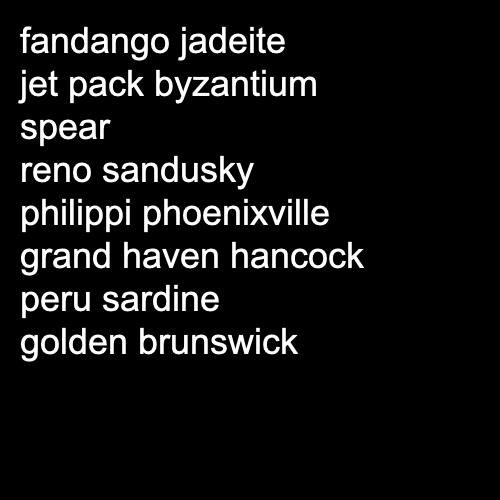 fandango jadeite
jet pack byzantium
spear
reno sandusky
philippi phoenixville
grand haven hancock
peru sardine
golden brunswick